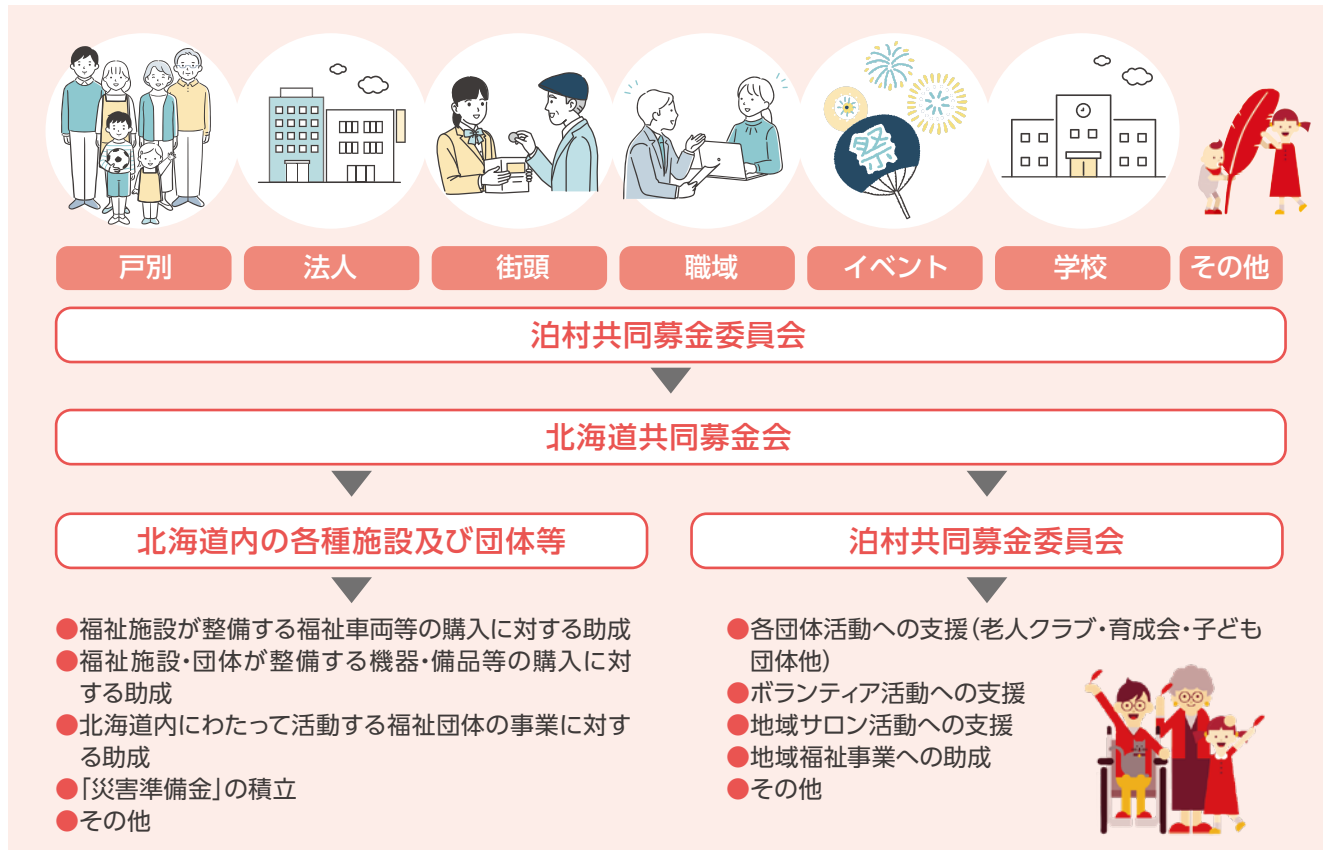 祭
戸別
法人
街頭
職域
イベント
学校
その他
泊村共同募金委員会
北海道共同募金会
北海道内の各種施設及び団体等
●福祉施設が整備する福祉車両等の購入に対する助成
●福祉施設・団体が整備する機器・備品等の購入に対
する助成
●北海道内にわたって活動する福祉団体の事業に対す
る助成
●「災害準備金」の積立
●その他
泊村共同募金委員会
●各団体活動への支援(老人クラブ・育成会・子ども
団体他)
●ボランティア活動への支援
●地域サロン活動への支援
●地域福祉事業への助成
●その他